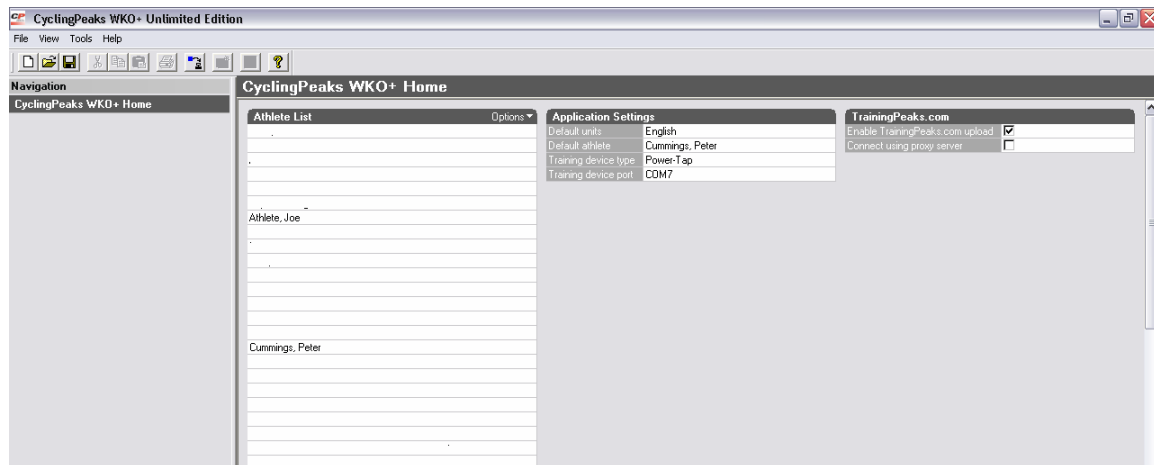 CP CyclingPeaks WKO+ Unlimited Edition
File View Tools Help
Navigation
CyclingPeaks WKO+ Home
CyclingPeaks WKO+ Home
Athlete List Options
Athlete, Joe
Cummings, Peter
Application Settings
Default units English
Default athlete Cummings, Peter
Training device type Power-Tap
Training device port COM7
TrainingPeaks.com
Enable TrainingPeaks.com upload
Connect using proxy server